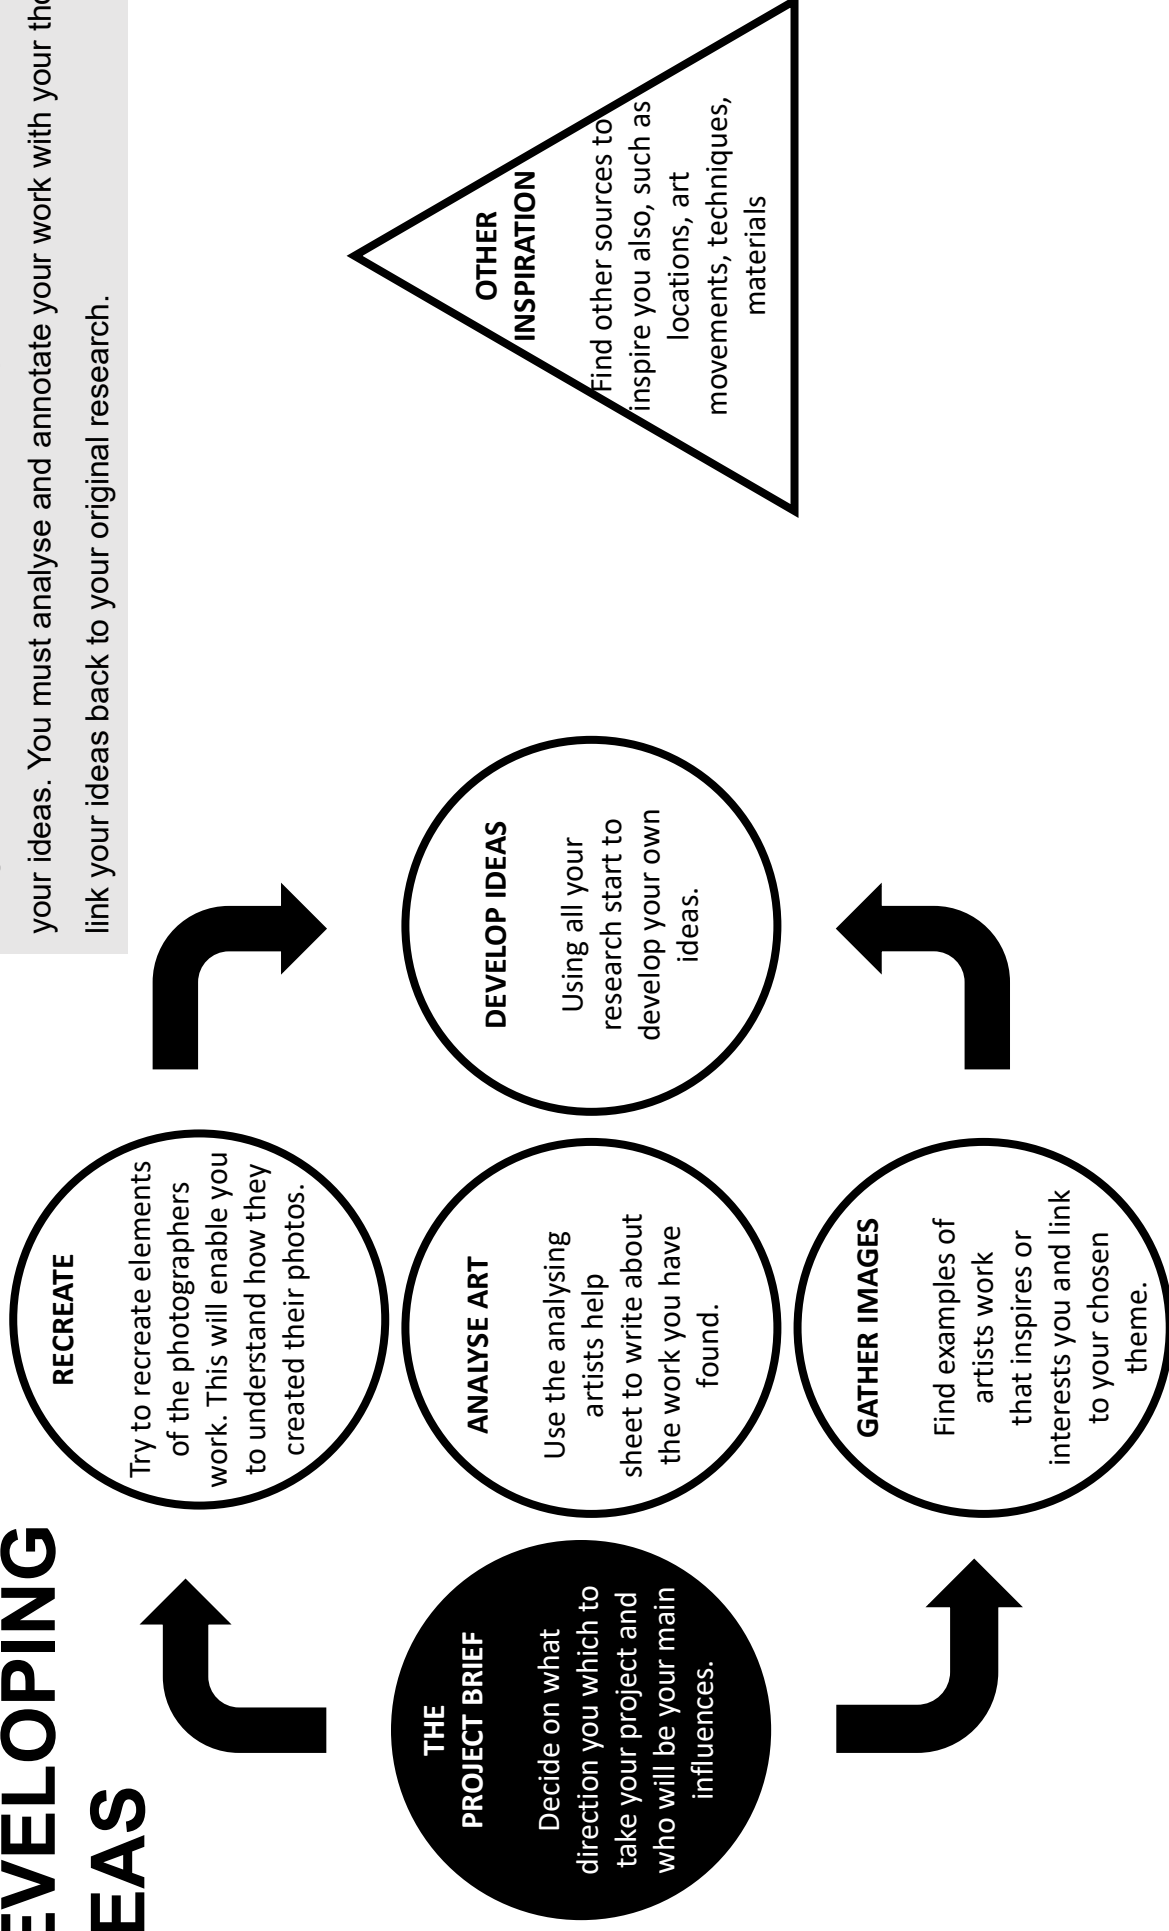 EVELOPING
EAS
your ideas. You must analyse and annotate your work with your tho
link your ideas back to your original research.
THE
PROJECT BRIEF
Decide on what
direction you which to
take your project and
who will be your main
influences.
RECREATE
Try to recreate elements
of the photographers
work. This will enable you
to understand how they
created their photos.
ANALYSE ART
Use the analysing
artists help
sheet to write about
the work you have
found.
GATHER IMAGES
Find examples of
artists work
that inspires or
interests you and link
to your chosen
theme.
DEVELOP IDEAS
Using all your
research start to
develop your own
ideas.
OTHER
INSPIRATION
Find other sources to
inspire you also, such as
locations, art
movements, techniques,
materials